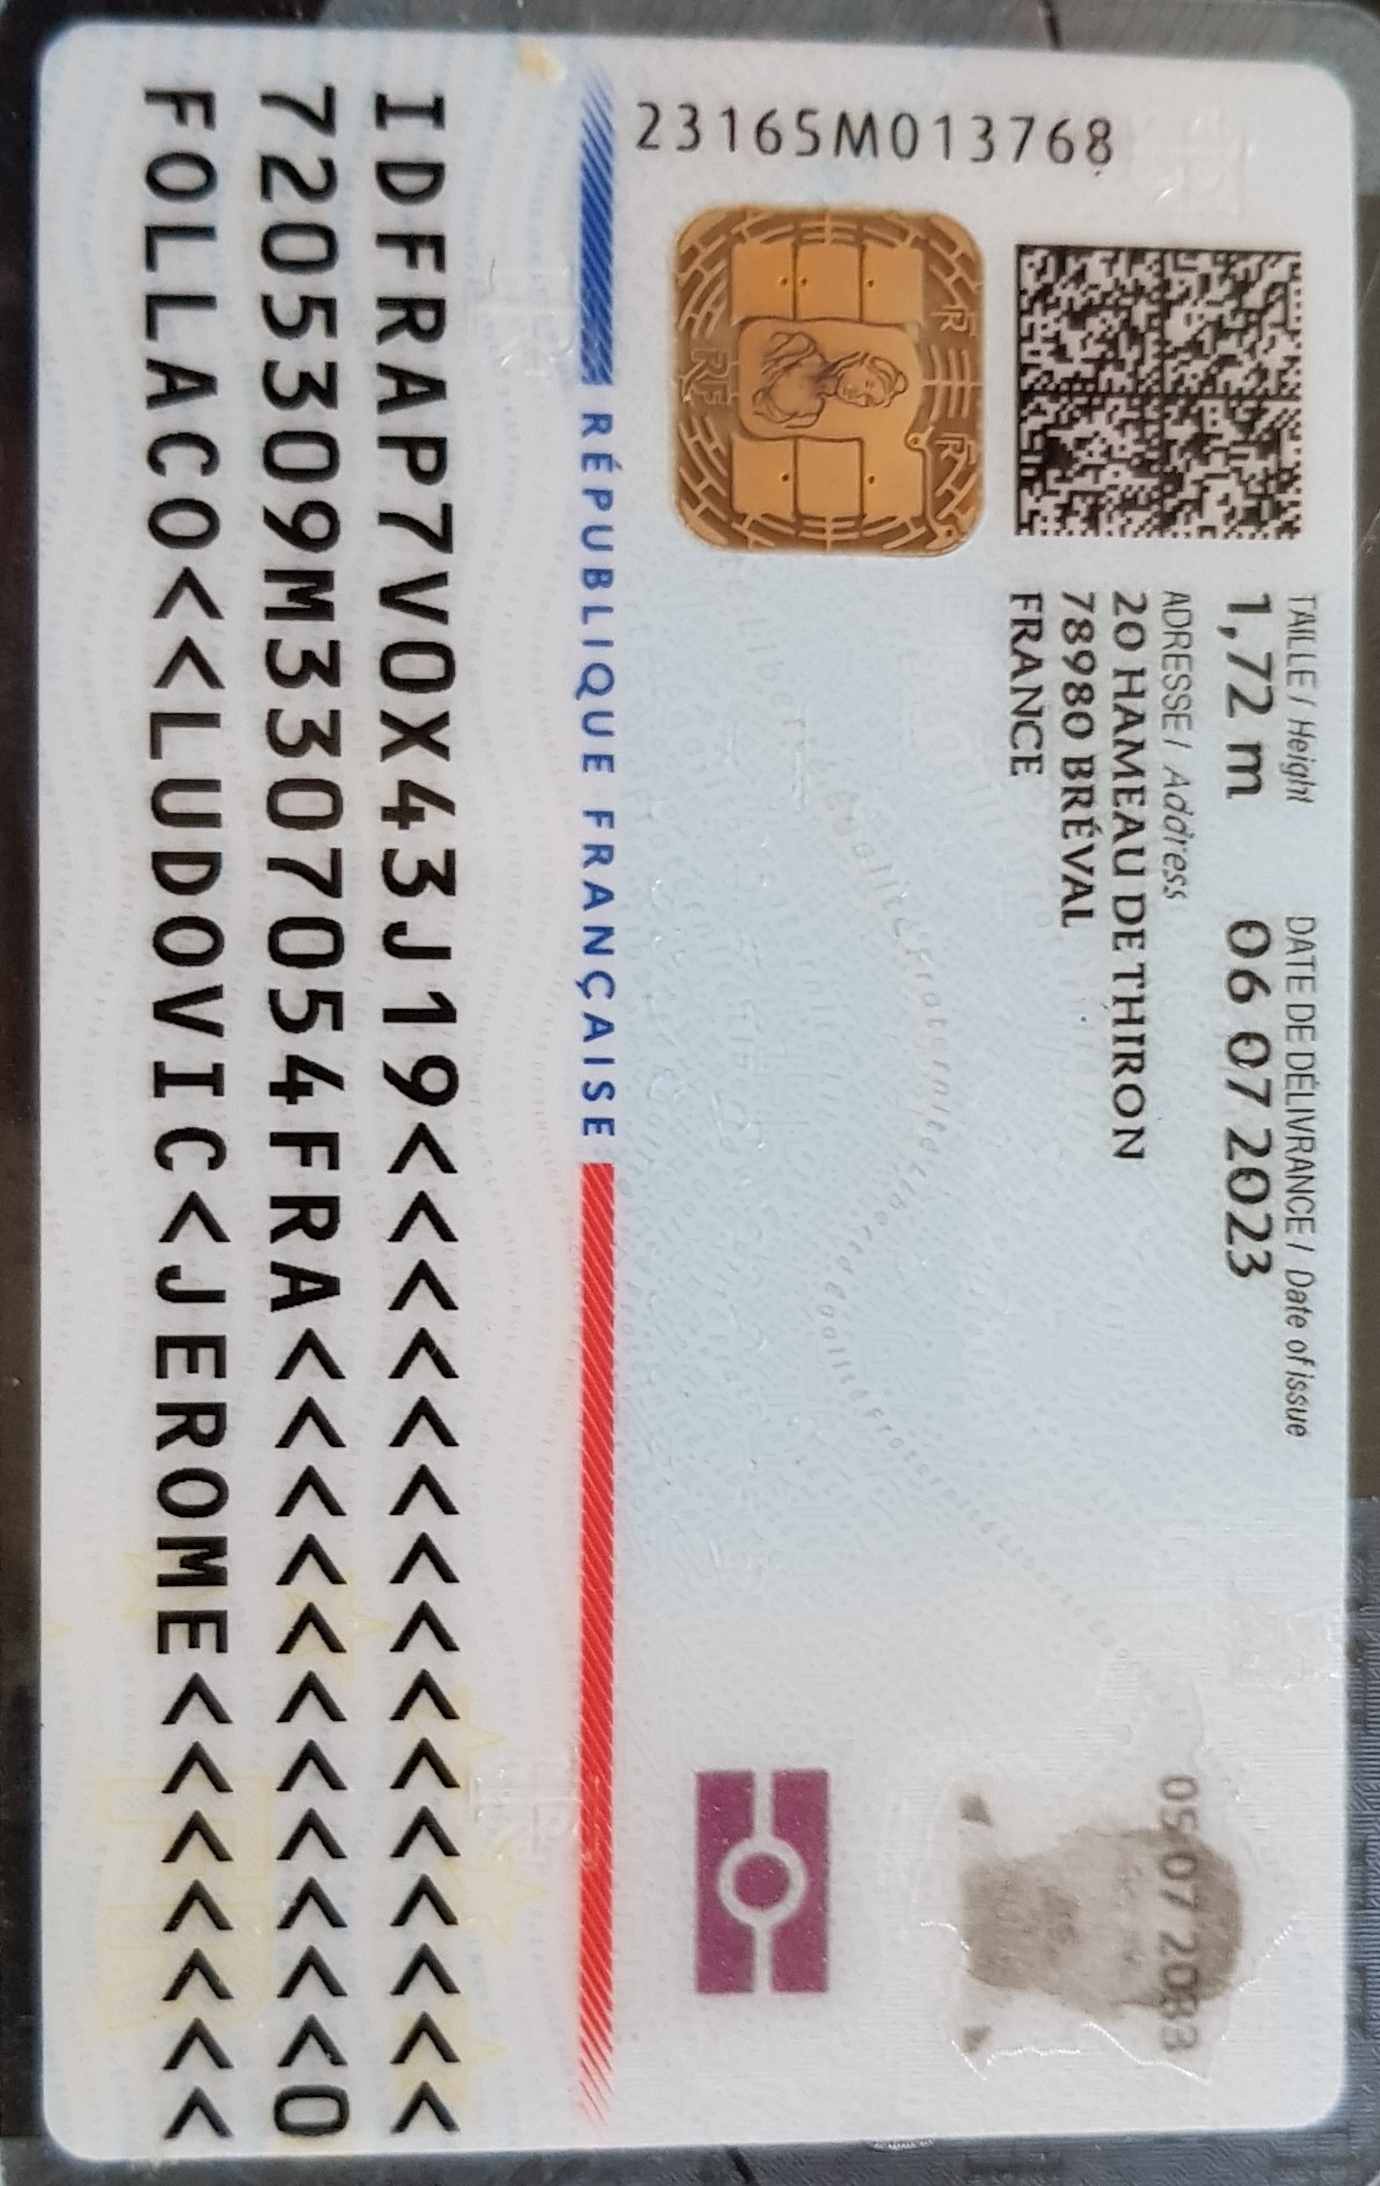 23165M013768
TAILLE / Height
1,72 m
DATE DE DÉLIVRANCE / Date of issue
06 07 2023
ADRESSE / Address
20 HAMEAU DE THIRON
78980 BRÉVAL
FRANCE
05 07 2033
RÉPUBLIQUE FRANÇAISE
IDFRAP7V0X43J19<<<<<<<<<<<<<<<
7205309M3307054FRA<<<<<<<<<<<0
FOLLACO<<LUDOVIC<JEROME<<<<<<<